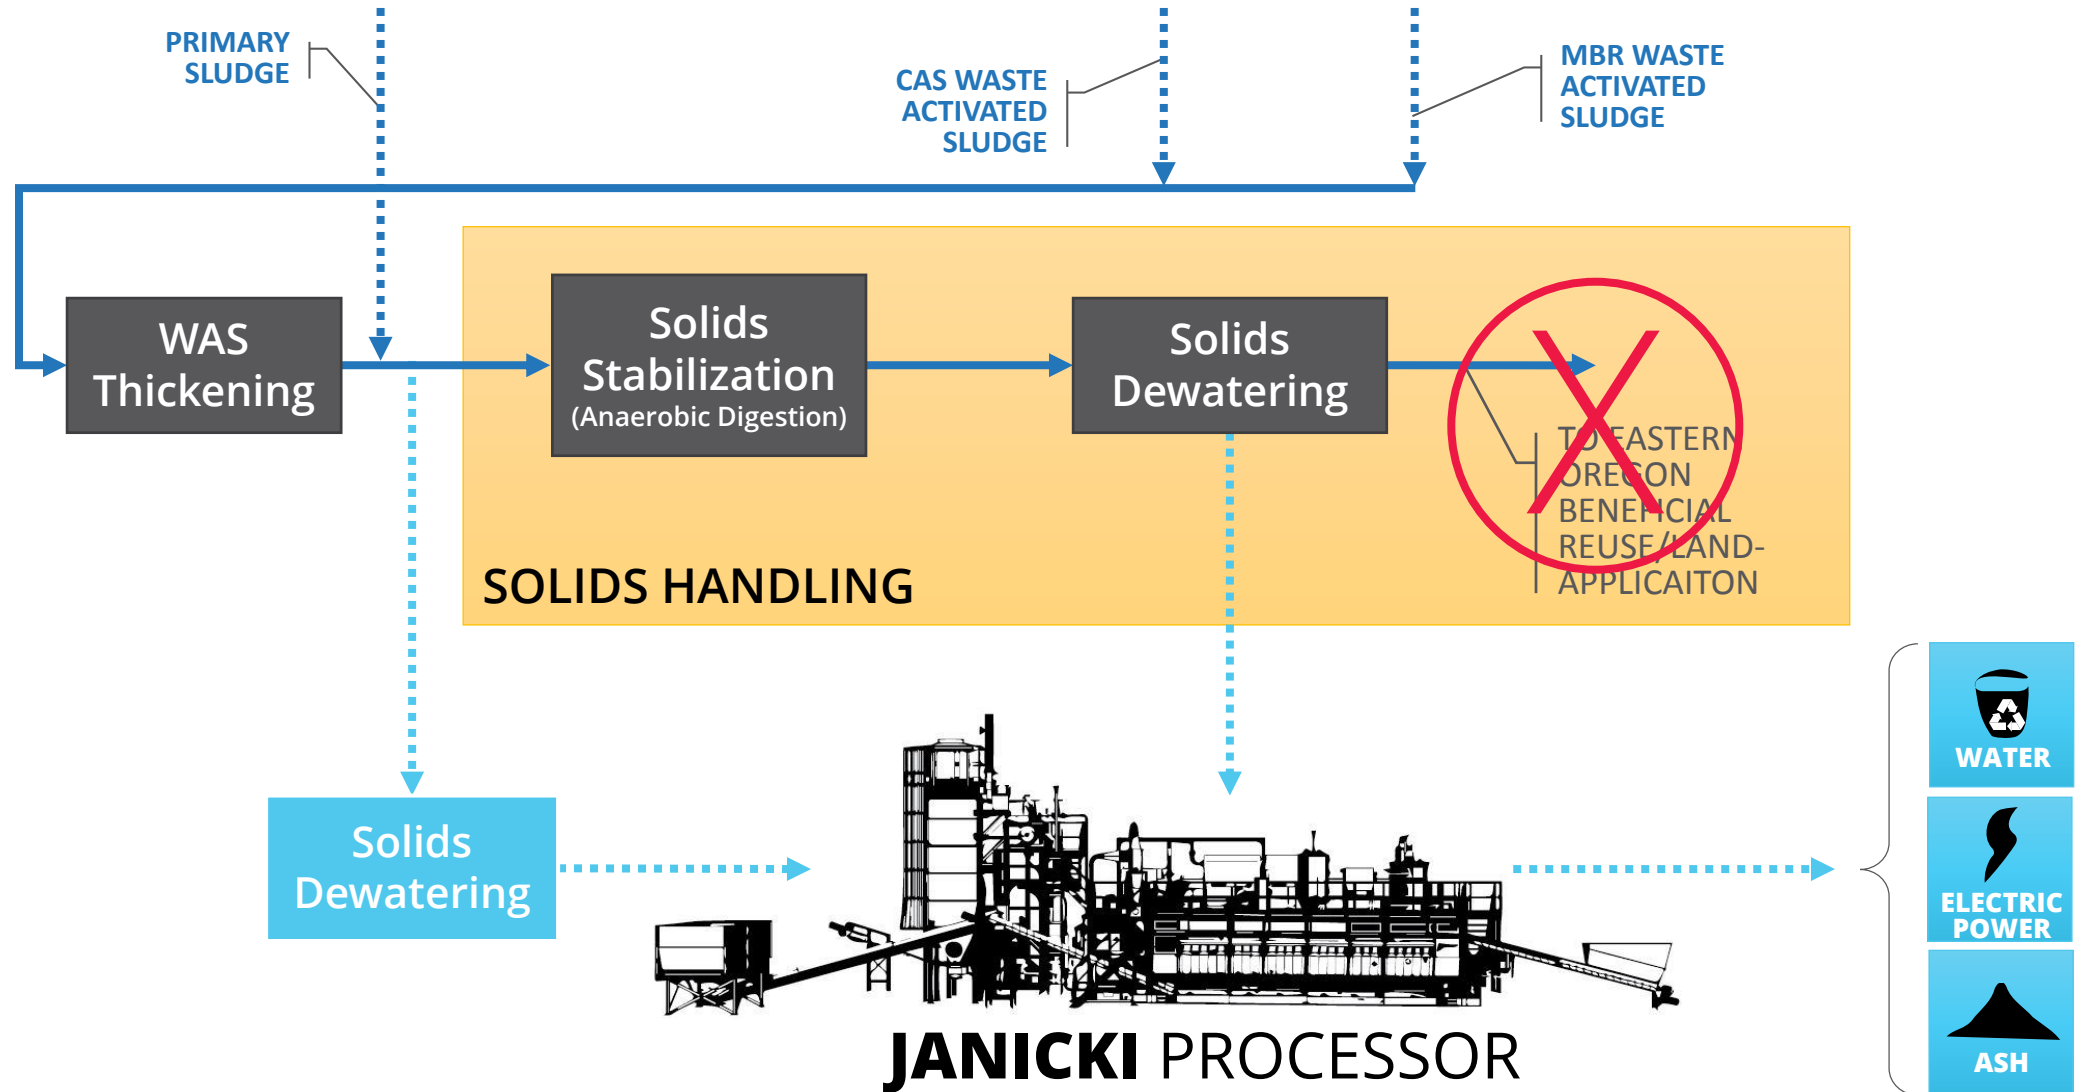 PRIMARY
SLUDGE
CAS WASTE
ACTIVATED
SLUDGE
MBR WASTE
ACTIVATED
SLUDGE
WAS
Thickening
Solids
Stabilization
(Anaerobic Digestion)
Solids
Dewatering
TO EASTERN
OREGON
BENEFICIAL
REUSE/LAND-
APPLICAITON
SOLIDS HANDLING
Solids
Dewatering
JANICKI PROCESSOR
WATER
ELECTRIC
POWER
ASH